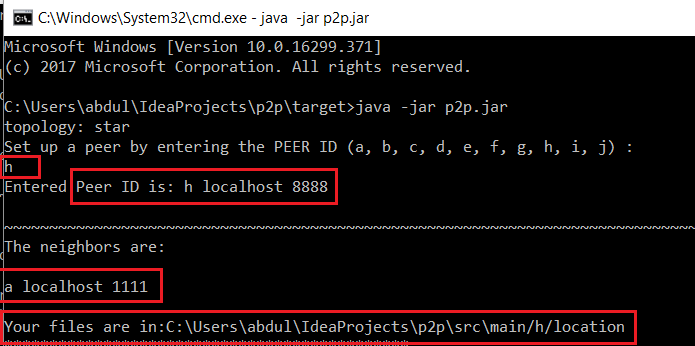 C:\Windows\System32\cmd.exe - java -jar p2p.jar
Microsoft Windows [Version 10.0.16299.371]
(c) 2017 Microsoft Corporation. All rights reserved.
C:\Users\abdul\IdeaProjects\p2p\target>java -jar p2p.jar
topology: star
Set up a peer by entering the PEER ID (a, b, c, d, e, f, g, h, i, j) :
h
Entered Peer ID is: h localhost 8888
~~~~~~~~~~~~~~~~~~~~~~~~~~~~~~~~~~~~~~~~~~~~~~~~~~~~~~~~~~~~~~~~~~~~~~~~~~~~
The neighbors are:
a localhost 1111
Your files are in:C:\Users\abdul\IdeaProjects\p2p\src\main/h/location